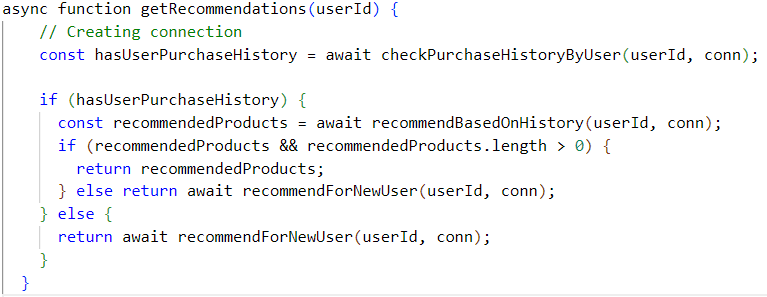 async function getRecommendations(userId) {
// Creating connection
const hasUserPurchaseHistory = await checkPurchaseHistoryByUser(userId, conn);
if (hasUserPurchaseHistory) {
const recommendedProducts = await recommendBasedOnHistory(userId, conn);
if (recommendedProducts && recommendedProducts.length > 0) {
return recommendedProducts;
} else return await recommendForNewUser(userId, conn);
} else {
return await recommendForNewUser(userId, conn);
}
}